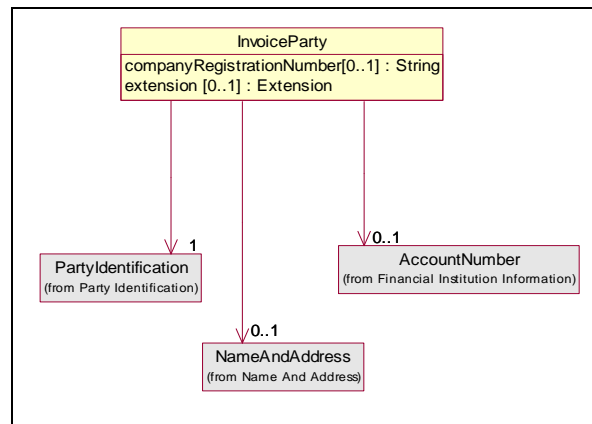 InvoiceParty
companyRegistrationNumber[0..1] : String
extension [0..1] : Extension
1
PartyIdentification
(from Party Identification)
0..1
AccountNumber
(from Financial Institution Information)
0..1
NameAndAddress
(from Name And Address)